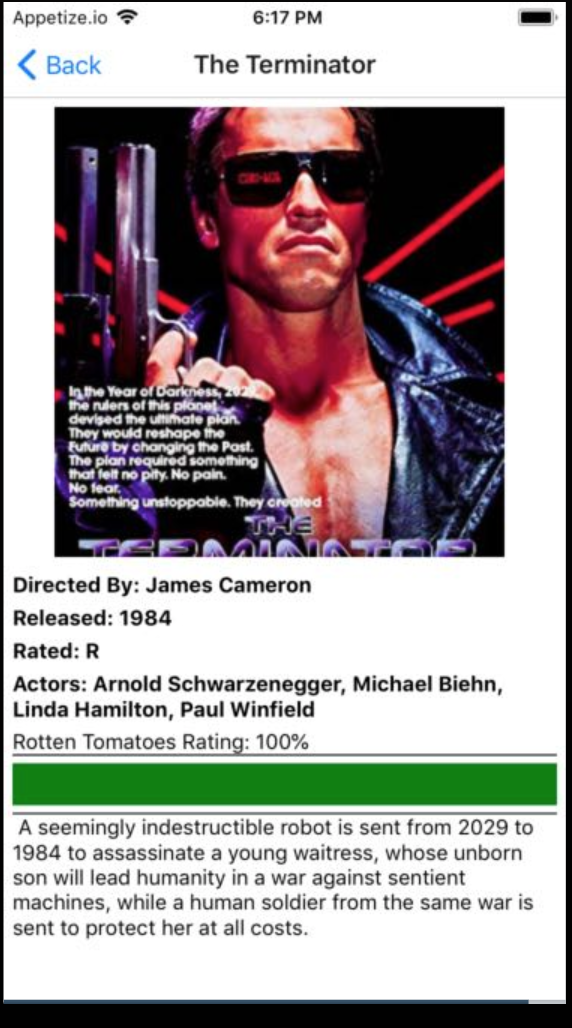 Appetize.io 6:17 PM
Back The Terminator
In the Year of Darkness, 2029,
the rulers of this planet
devised the ultimate plan.
They would reshape the
Future by changing the Past.
The plan required something
that felt no pity. No pain.
No fear.
Something unstoppable. They created
THE
TERMINATOR
Directed By: James Cameron
Released: 1984
Rated: R
Actors: Arnold Schwarzenegger, Michael Biehn,
Linda Hamilton, Paul Winfield
Rotten Tomatoes Rating: 100%
A seemingly indestructible robot is sent from 2029 to
1984 to assassinate a young waitress, whose unborn
son will lead humanity in a war against sentient
machines, while a human soldier from the same war is
sent to protect her at all costs.